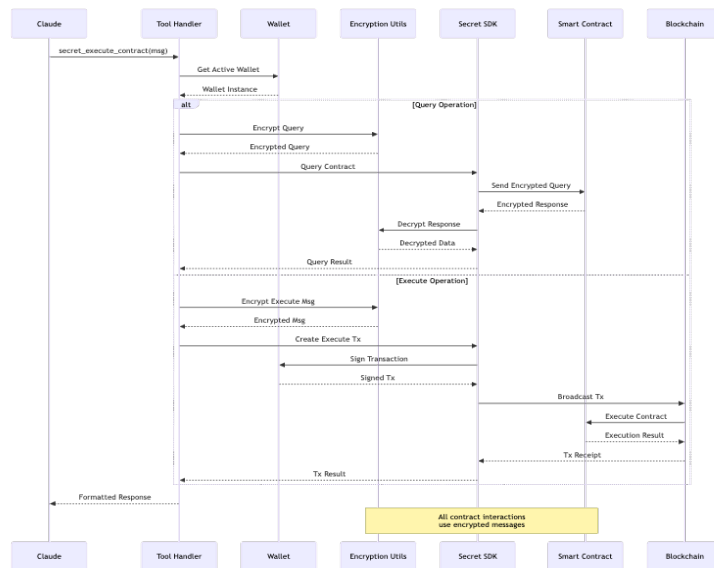 Claude Tool Handler Wallet Encryption Utils Secret SDK Smart Contract Blockchain
secret_execute_contract(msg)
Get Active Wallet
Wallet Instance
alt [Query Operation]
Encrypt Query
Encrypted Query
Query Contract
Send Encrypted Query
Encrypted Response
Decrypt Response
Decrypted Data
Query Result
[Execute Operation]
Encrypt Execute Msg
Encrypted Msg
Create Execute Tx
Sign Transaction
Signed Tx
Broadcast Tx
Execute Contract
Execution Result
Tx Receipt
Tx Result
Formatted Response
All contract interactions
use encrypted messages
Claude Tool Handler Wallet Encryption Utils Secret SDK Smart Contract Blockchain